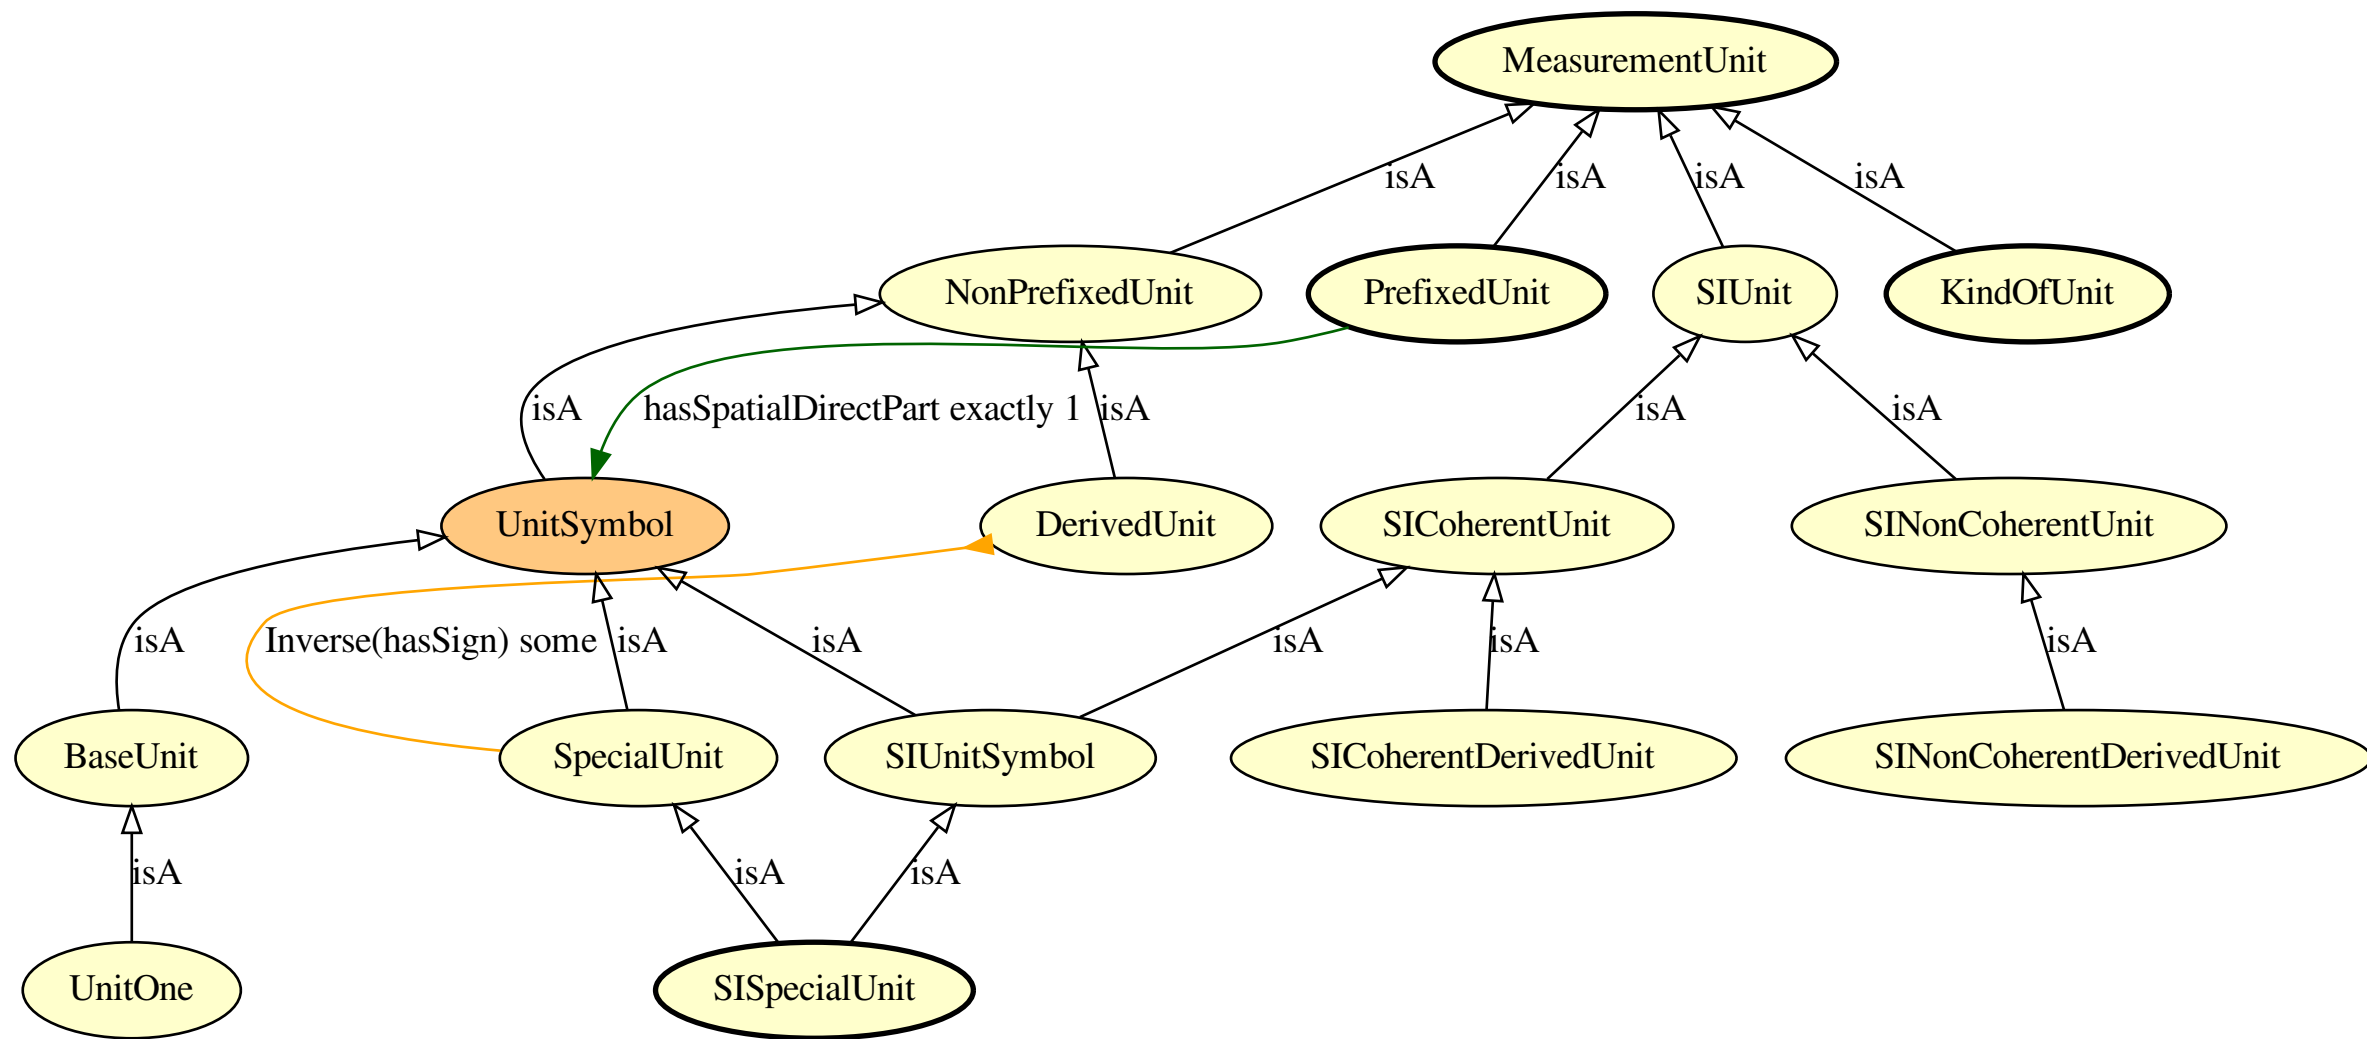 MeasurementUnit
isA
isA
isA
isA
NonPrefixedUnit
PrefixedUnit
SIUnit
KindOfUnit
isA
hasSpatialDirectPart exactly 1
isA
isA
isA
UnitSymbol
DerivedUnit
SICoherentUnit
SINonCoherentUnit
isA
Inverse(hasSign) some
isA
isA
isA
isA
isA
BaseUnit
SpecialUnit
SIUnitSymbol
SICoherentDerivedUnit
SINonCoherentDerivedUnit
isA
isA
isA
UnitOne
SISpecialUnit